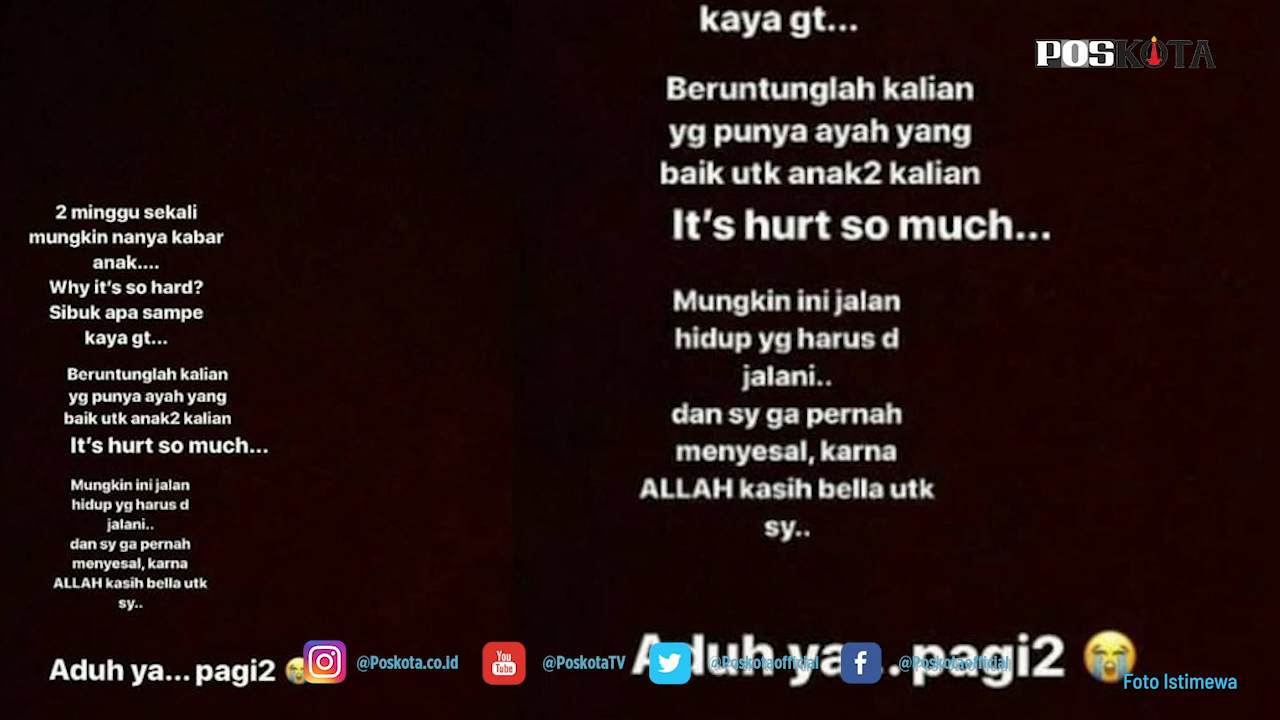 2 minggu sekali
mungkin nanya kabar
anak....
Why it's so hard?
Sibuk apa sampe
kaya gt...
Beruntunglah kalian
yg punya ayah yang
baik utk anak2 kalian
It's hurt so much...
Mungkin ini jalan
hidup yg harus d
jalani..
dan sy ga pernah
menyesal, karna
ALLAH kasih bella utk
sy..
Aduh ya... pagi2 😭
kaya gt...
Beruntunglah kalian
yg punya ayah yang
baik utk anak2 kalian
It's hurt so much...
Mungkin ini jalan
hidup yg harus d
jalani..
dan sy ga pernah
menyesal, karna
ALLAH kasih bella utk
sy..
Aduh ya...pagi2 😭
POSKOTA
@Poskota.co.id
You Tube
@PoskotaTV
@Poskotaofficial
@Poskotaofficial
Foto Istimewa